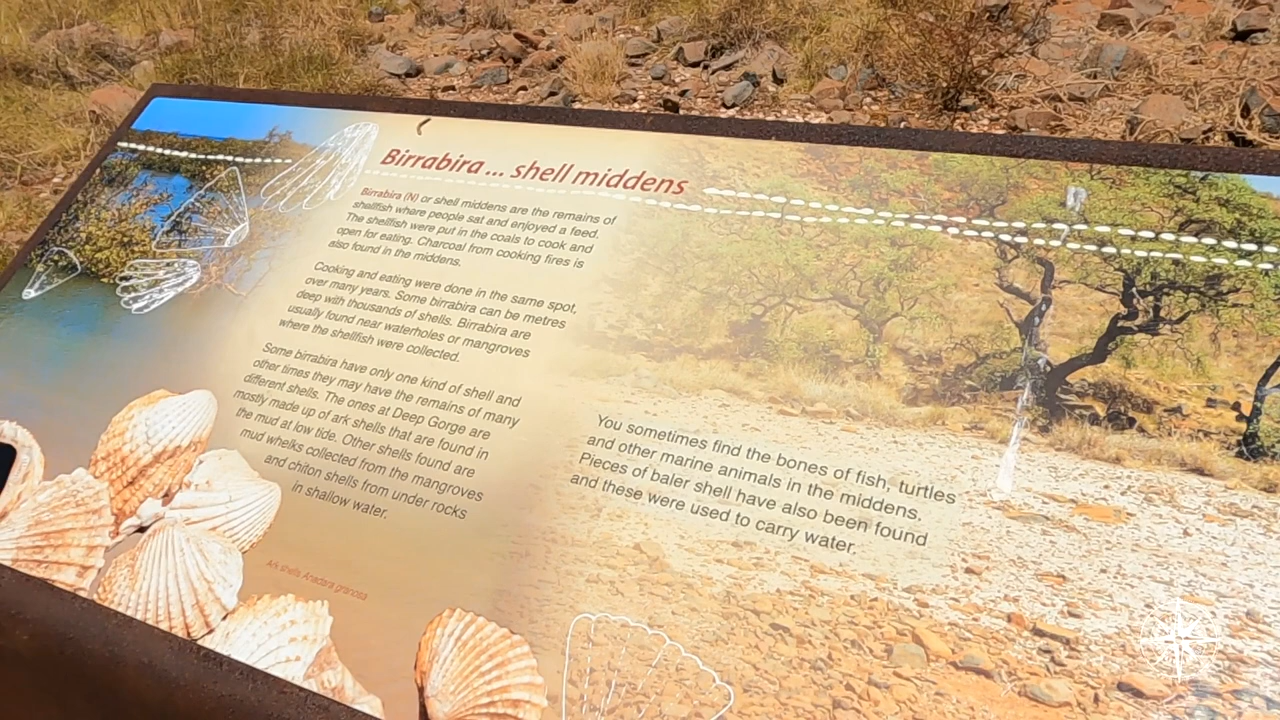 Birrabira ... shell middens
Birrabira (N) or shell middens are the remains of
shellfish where people sat and enjoyed a feed.
The shellfish were put in the coals to cook and
open for eating. Charcoal from cooking fires is
also found in the middens.
Cooking and eating were done in the same spot,
over many years. Some birrabira can be metres
deep with thousands of shells. Birrabira are
usually found near waterholes or mangroves
where the shellfish were collected.
Some birrabira have only one kind of shell and
other times they may have the remains of many
different shells. The ones at Deep Gorge are
mostly made up of ark shells that are found in
the mud at low tide. Other shells found are
mud whelks collected from the mangroves
and chiton shells from under rocks
in shallow water.
You sometimes find the bones of fish, turtles
and other marine animals in the middens.
Pieces of baler shell have also been found
and these were used to carry water.
Ark shells Anadara granosa